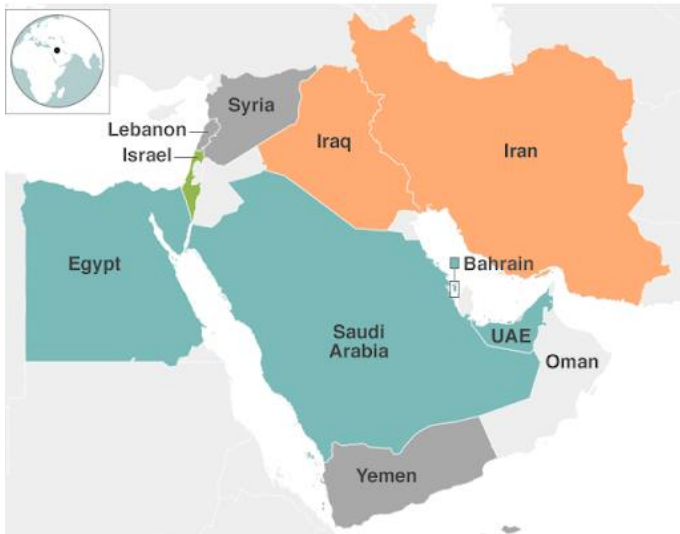 Syria
Lebanon
Israel
Iraq
Iran
Egypt
Bahrain
Saudi
Arabia
UAE
Oman
Yemen